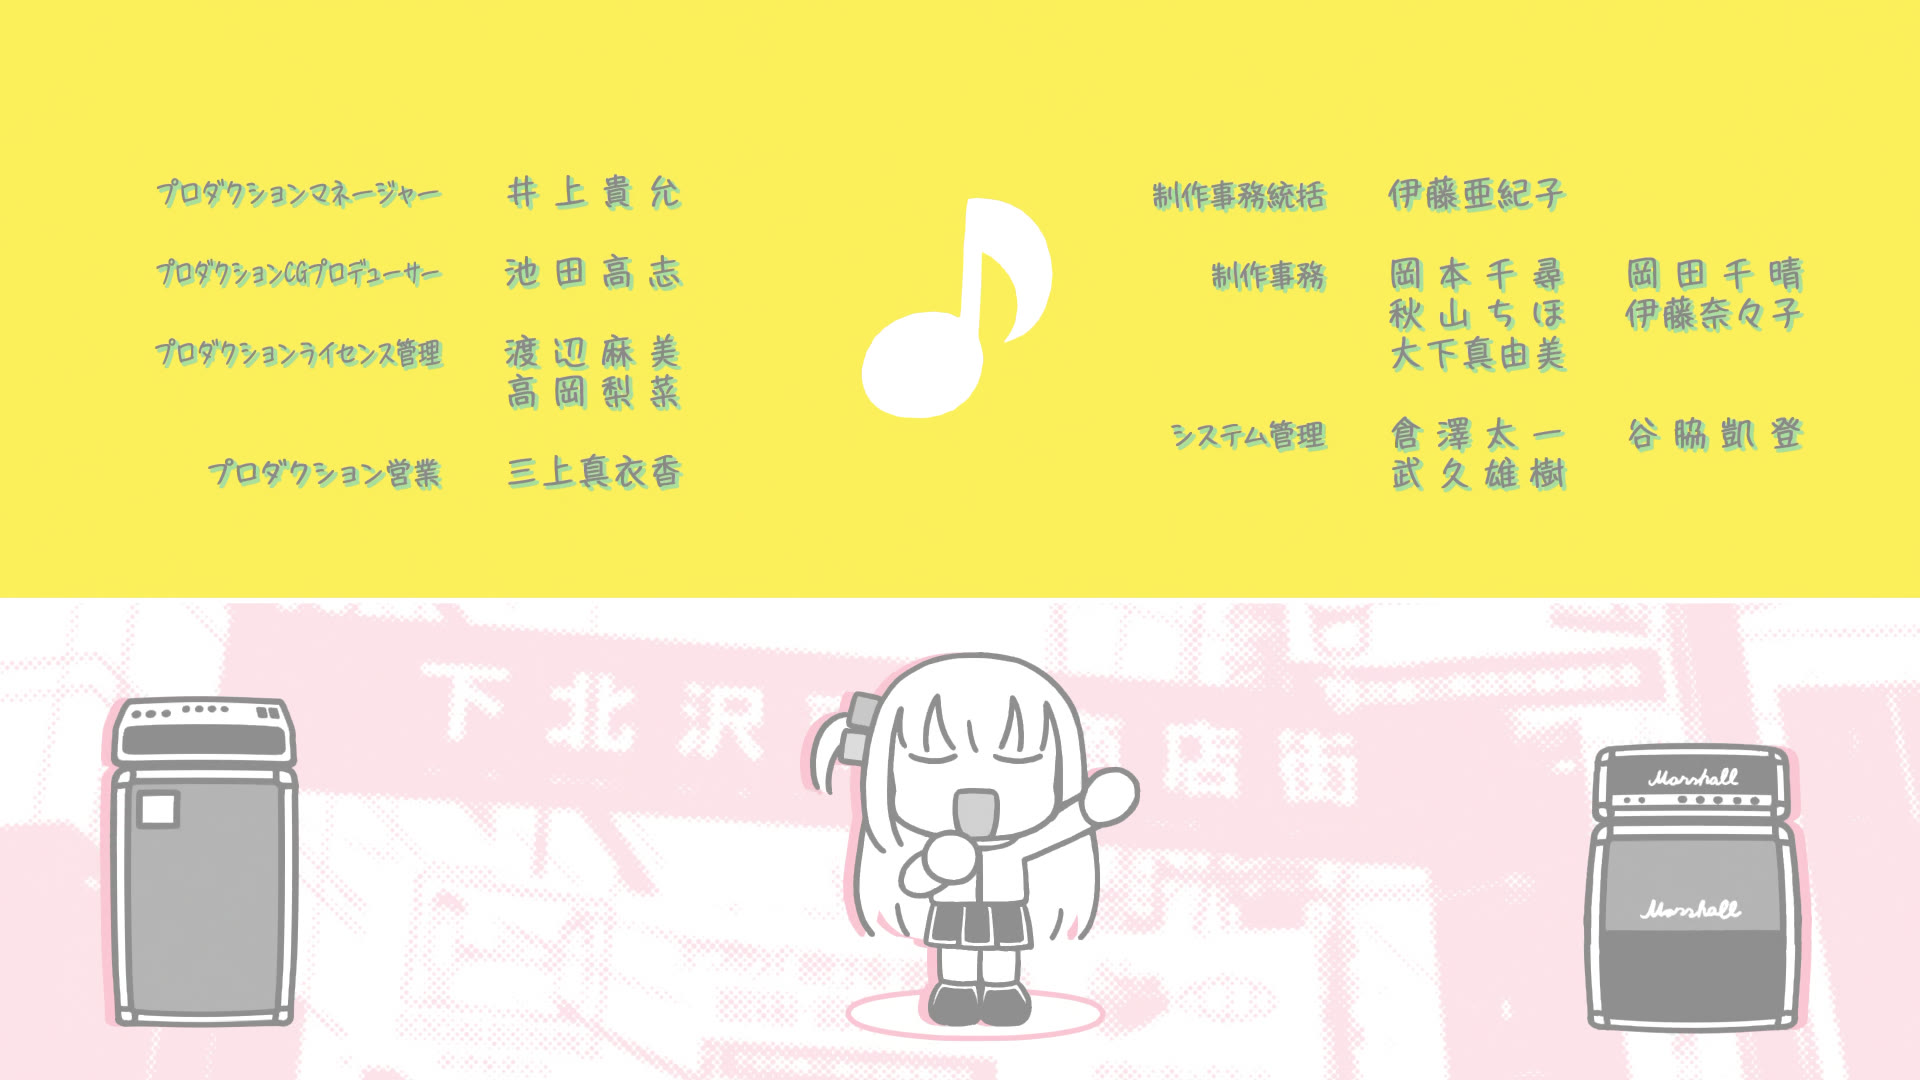 プロダクションマネージャー 井上貴允
プロダクションCGプロデューサー 池田高志
プロダクションライセンス管理 渡辺麻美
高岡梨菜
プロダクション営業 三上真衣香
制作事務統括 伊藤亜紀子
制作事務 岡本千尋 岡田千晴
秋山ちほ 伊藤奈々子
大下真由美
システム管理 倉澤太一 谷脇凱登
武久雄樹
下北沢
店街
Marshall
Marshall